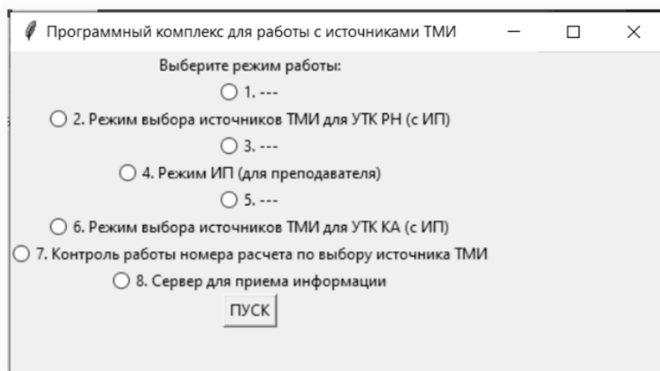 Программный комплекс для работы с источниками ТМИ
Выберите режим работы:
1. ---
2. Режим выбора источников ТМИ для УТК РН (с ИП)
3. ---
4. Режим ИП (для преподавателя)
5. ---
6. Режим выбора источников ТМИ для УТК КА (с ИП)
7. Контроль работы номера расчета по выбору источника ТМИ
8. Сервер для приема информации
ПУСК